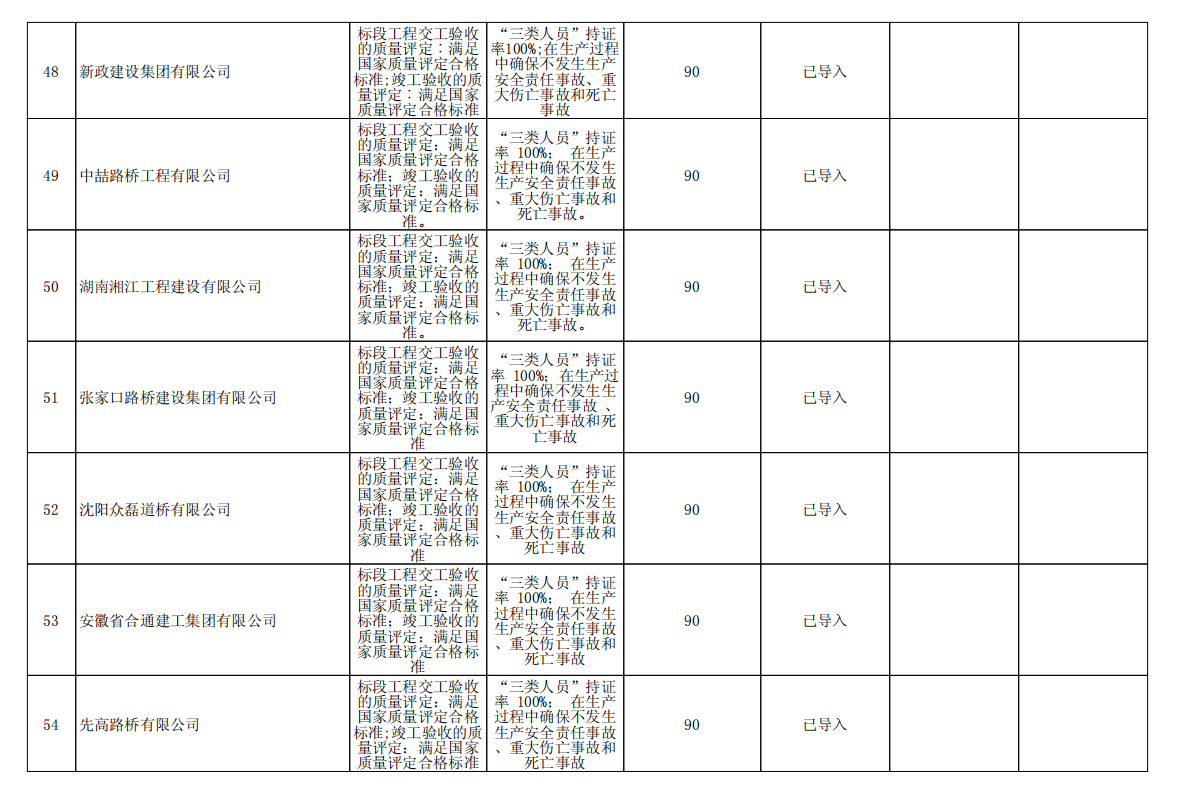 48
新政建设集团有限公司
标段工程交工验收
的质量评定：满足
国家质量评定合格
标准;竣工验收的质
量评定：满足国家
质量评定合格标准
“三类人员”持证
率100%;在生产过程
中确保不发生生产
安全责任事故、重
大伤亡事故和死亡
事故
90
已导入
49
中喆路桥工程有限公司
标段工程交工验收
的质量评定：满足
国家质量评定合格
标准；竣工验收的
质量评定：满足国
家质量评定合格标
准。
“三类人员”持证
率 100%； 在生产
过程中确保不发生
生产安全责任事故
、重大伤亡事故和
死亡事故。
90
已导入
50
湖南湘江工程建设有限公司
标段工程交工验收
的质量评定：满足
国家质量评定合格
标准；竣工验收的
质量评定：满足国
家质量评定合格标
准。
“三类人员”持证
率 100%； 在生产
过程中确保不发生
生产安全责任事故
、重大伤亡事故和
死亡事故。
90
已导入
51
张家口路桥建设集团有限公司
标段工程交工验收
的质量评定：满足
国家质量评定合格
标准；竣工验收的
质量评定：满足国
家质量评定合格标
准
“三类人员”持证
率 100%；在生产过
程中确保不发生生
产安全责任事故 、
重大伤亡事故和死
亡事故
90
已导入
52
沈阳众磊道桥有限公司
标段工程交工验收
的质量评定：满足
国家质量评定合格
标准；竣工验收的
质量评定：满足国
家质量评定合格标
准
“三类人员”持证
率 100%； 在生产
过程中确保不发生
生产安全责任事故
、重大伤亡事故和
死亡事故
90
已导入
53
安徽省合通建工集团有限公司
标段工程交工验收
的质量评定：满足
国家质量评定合格
标准；竣工验收的
质量评定：满足国
家质量评定合格标
准
“三类人员”持证
率 100%； 在生产
过程中确保不发生
生产安全责任事故
、重大伤亡事故和
死亡事故
90
已导入
54
先高路桥有限公司
标段工程交工验收
的质量评定：满足
国家质量评定合格
标准;竣工验收的质
量评定：满足国家
质量评定合格标准
“三类人员”持证
率 100%； 在生产
过程中确保不发生
生产安全责任事故
、重大伤亡事故和
死亡事故
90
已导入